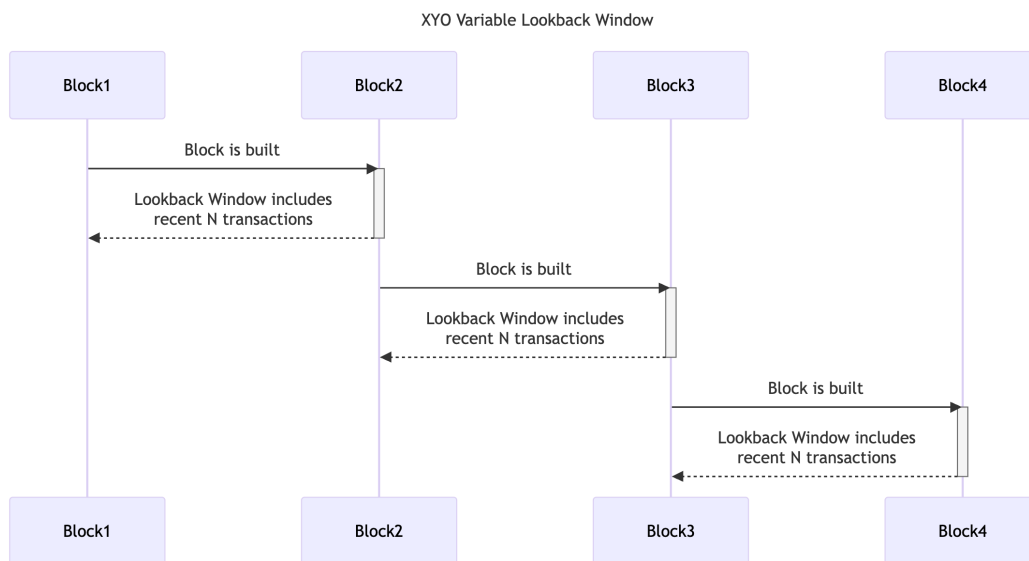 XYO Variable Lookback Window
Block1
Block2
Block3
Block4
Block is built
Lookback Window includes
recent N transactions
Block is built
Lookback Window includes
recent N transactions
Block is built
Lookback Window includes
recent N transactions
Block1
Block2
Block3
Block4